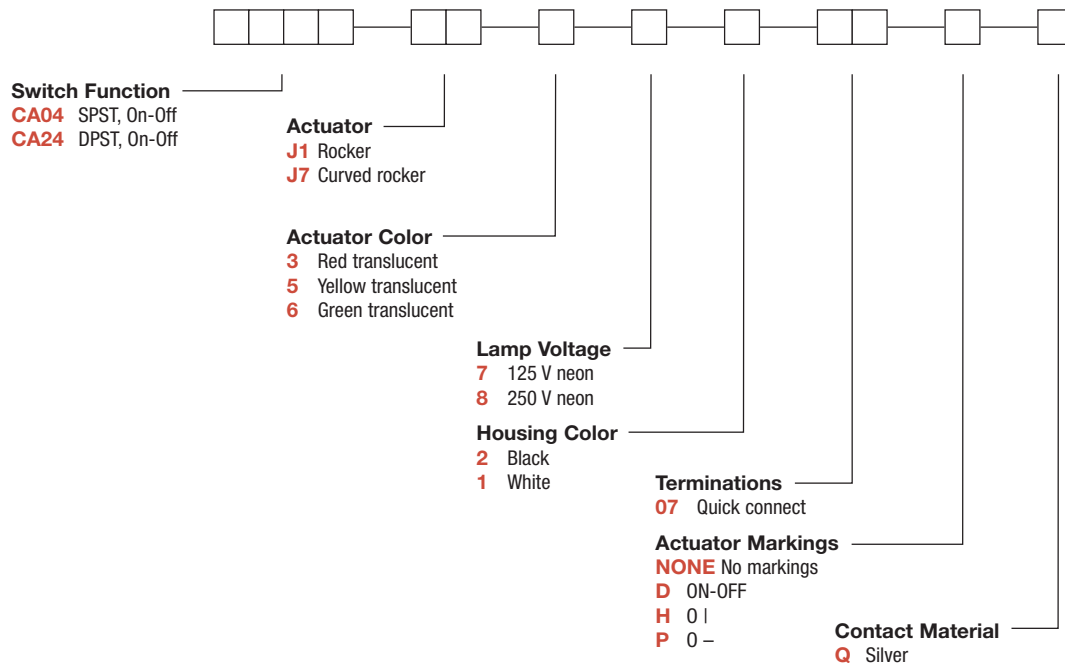 Switch Function
CA04 SPST, On-Off
CA24 DPST, On-Off
Actuator
J1 Rocker
J7 Curved rocker
Actuator Color
3 Red translucent
5 Yellow translucent
6 Green translucent
Lamp Voltage
7 125 V neon
8 250 V neon
Housing Color
2 Black
1 White
Terminations
07 Quick connect
Actuator Markings
NONE No markings
D ON-OFF
H O |
P O –
Contact Material
Q Silver